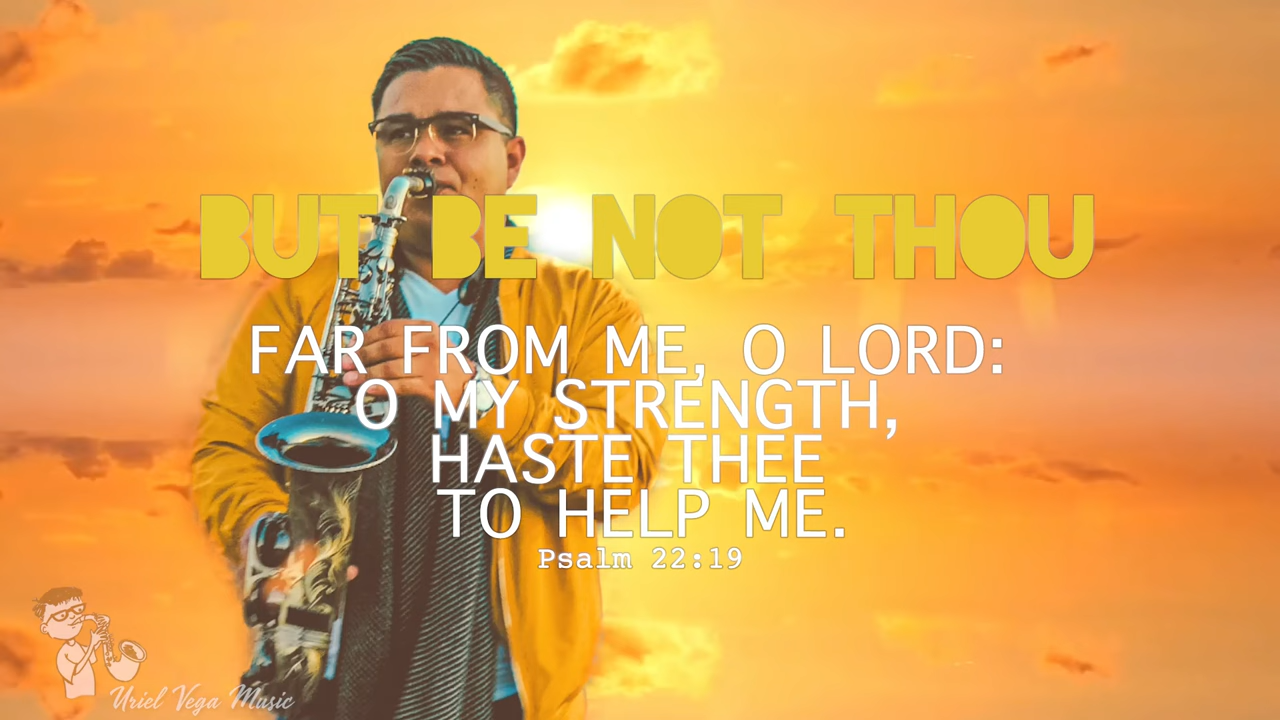 BUT BE NOT THOU
FAR FROM ME, O LORD:
O MY STRENGTH,
HASTE THEE
TO HELP ME.
Psalm 22:19
Uriel Vega Music